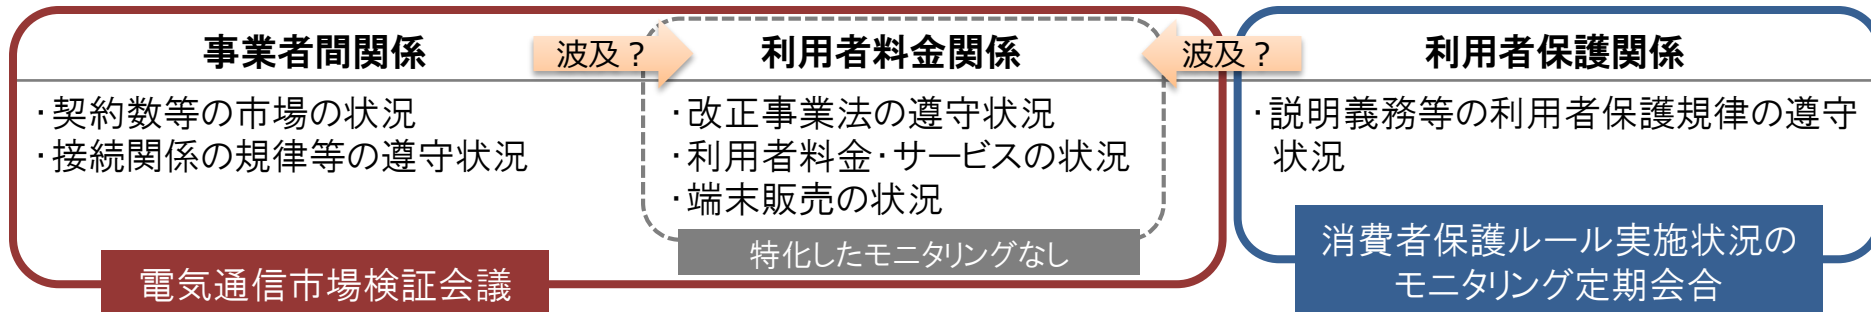 事業者間関係
波及?
利用者料金関係
波及?
利用者保護関係
・契約数等の市場の状況
・接続関係の規律等の遵守状況
・改正事業法の遵守状況
・利用者料金・サービスの状況
・端末販売の状況
・説明義務等の利用者保護規律の遵守
状況
特化したモニタリングなし
電気通信市場検証会議
消費者保護ルール実施状況の
モニタリング定期会合